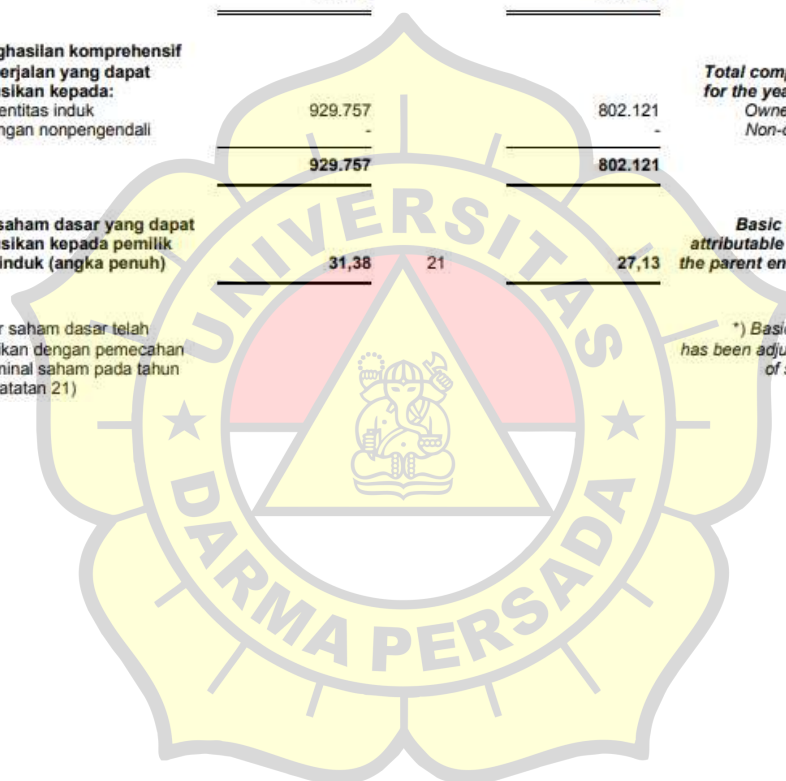 ghasilan komprehensif
erjalan yang dapat
usikan kepada:
entitas induk 929.757 802.121
ngan nonpengendali - -
929.757 802.121
Total comp
for the yea
Owne
Non-c
saham dasar yang dapat
usikan kepada pemilik
induk (angka penuh) 31,38 21 27,13
Basic
attributable
the parent en
r saham dasar telah
ikan dengan pemecahan
minal saham pada tahun
atatan 21)
*) Basic
has been adju
of s
UNIVERSITAS
DARMA PERSADA